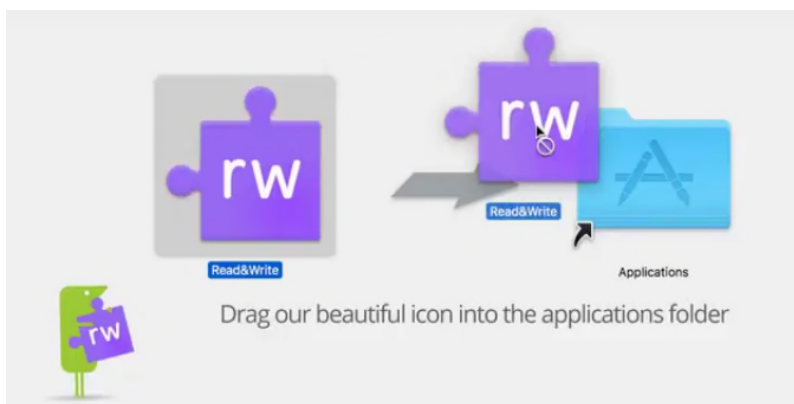 rw
rw
Read&Write
Read&Write
Applications
rw
Drag our beautiful icon into the applications folder